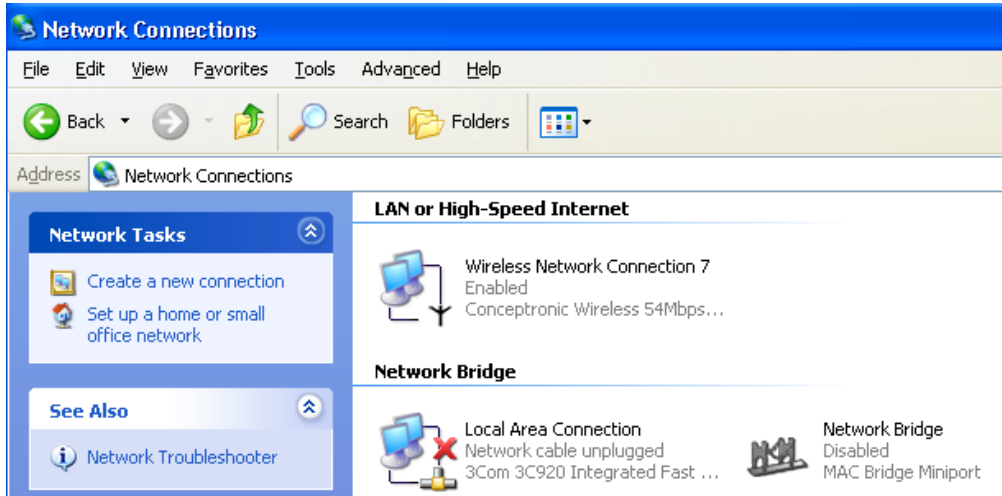 Network Connections
File Edit View Favorites Tools Advanced Help
Back Search Folders
Address Network Connections
Network Tasks
Create a new connection
Set up a home or small
office network
See Also
Network Troubleshooter
LAN or High-Speed Internet
Wireless Network Connection 7
Enabled
Conceptronic Wireless 54Mbps...
Network Bridge
Local Area Connection
Network cable unplugged
3Com 3C920 Integrated Fast ...
Network Bridge
Disabled
MAC Bridge Miniport